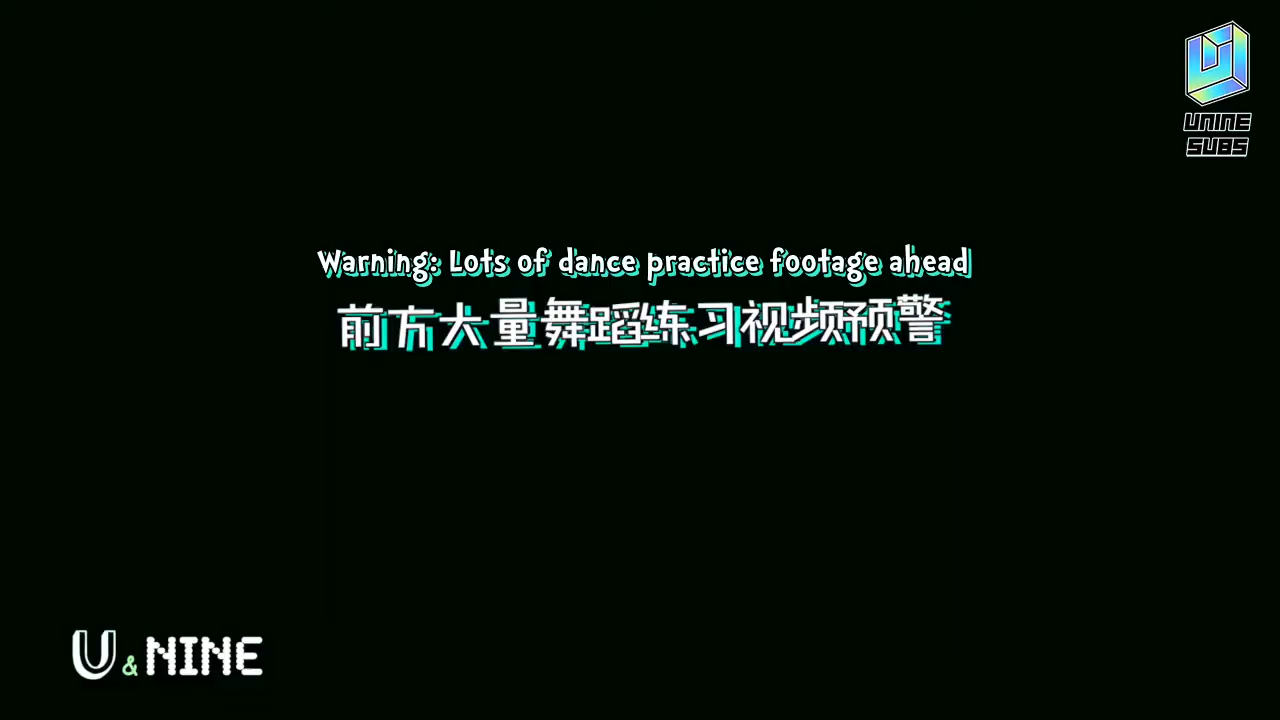 UNINE
SUBS
Warning: Lots of dance practice footage ahead
前方大量舞蹈练习视频预警
U & NINE